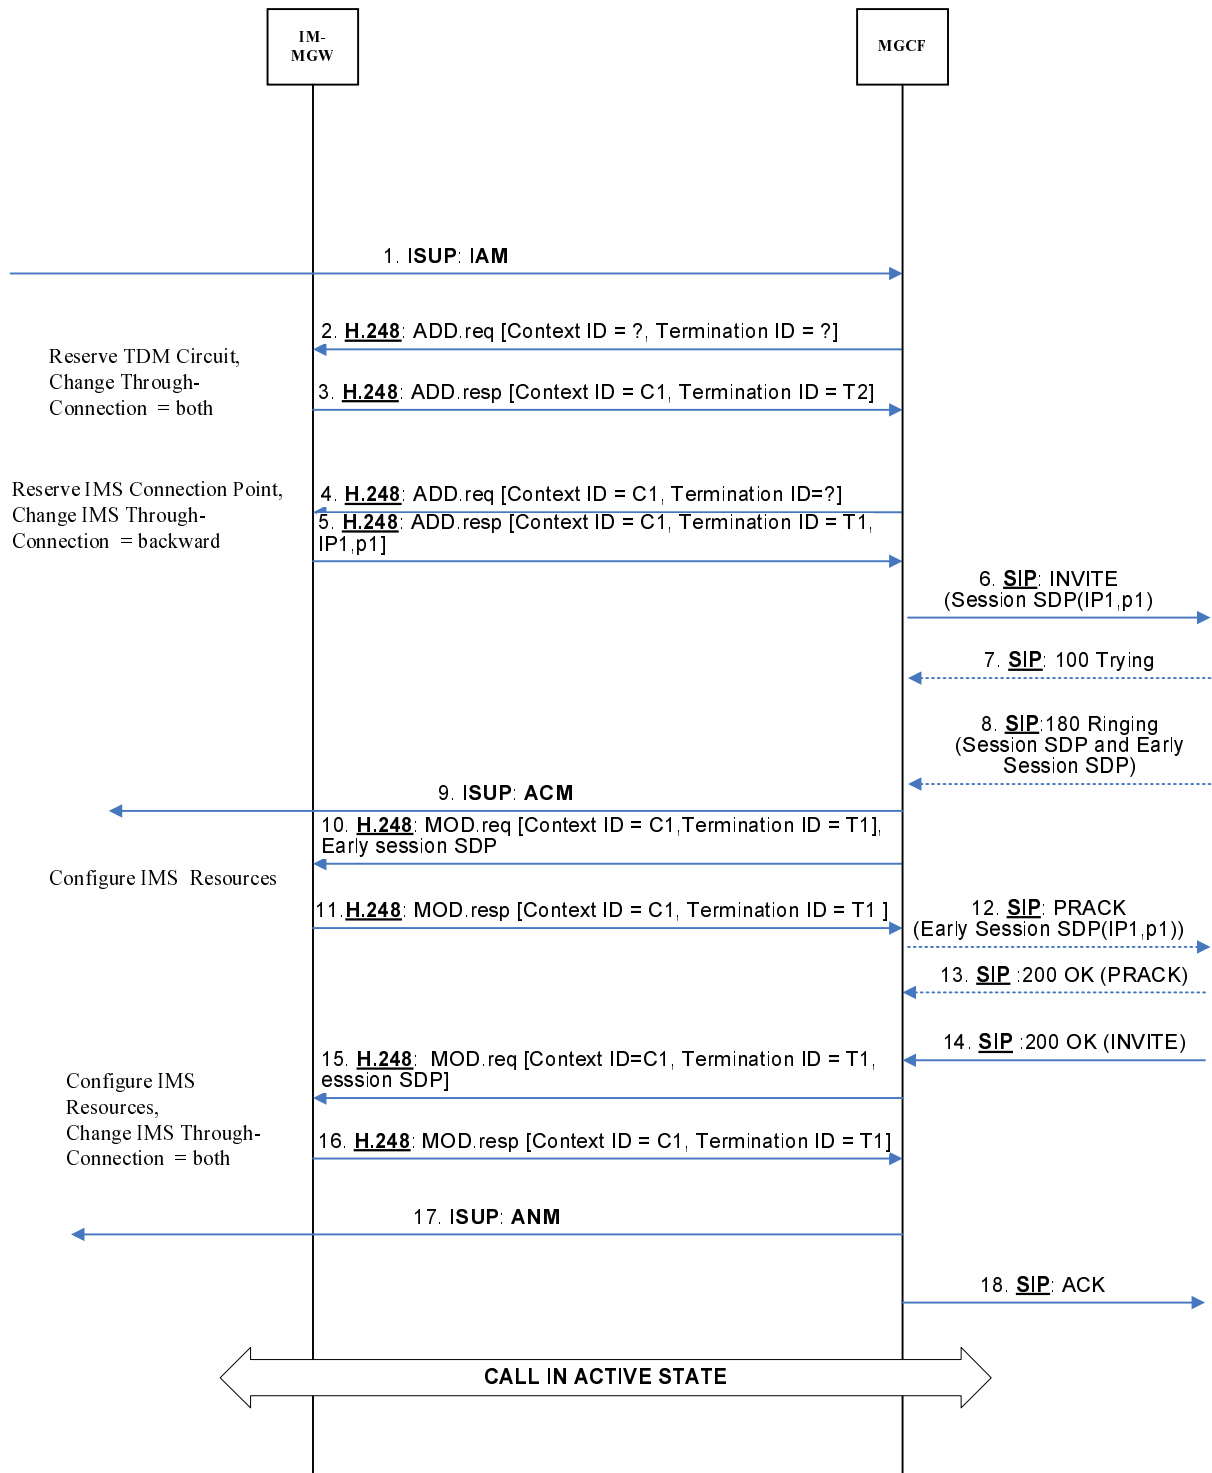 IM-
MGW
MGCF
1. ISUP: IAM
2. H.248: ADD.req [Context ID = ?, Termination ID = ?]
Reserve TDM Circuit,
Change Through-
Connection = both
3. H.248: ADD.resp [Context ID = C1, Termination ID = T2]
Reserve IMS Connection Point,
Change IMS Through-
Connection = backward
4. H.248: ADD.req [Context ID = C1, Termination ID=?]
5. H.248: ADD.resp [Context ID = C1, Termination ID = T1,
IP1,p1]
6. SIP: INVITE
(Session SDP(IP1,p1)
7. SIP: 100 Trying
8. SIP:180 Ringing
(Session SDP and Early
Session SDP)
9. ISUP: ACM
10. H.248: MOD.req [Context ID = C1,Termination ID = T1],
Early session SDP
Configure IMS Resources
11.H.248: MOD.resp [Context ID = C1, Termination ID = T1 ]
12. SIP: PRACK
(Early Session SDP(IP1,p1))
13. SIP :200 OK (PRACK)
14. SIP :200 OK (INVITE)
15. H.248: MOD.req [Context ID=C1, Termination ID = T1,
esssion SDP]
Configure IMS
Resources,
Change IMS Through-
Connection = both
16. H.248: MOD.resp [Context ID = C1, Termination ID = T1]
17. ISUP: ANM
18. SIP: ACK
CALL IN ACTIVE STATE